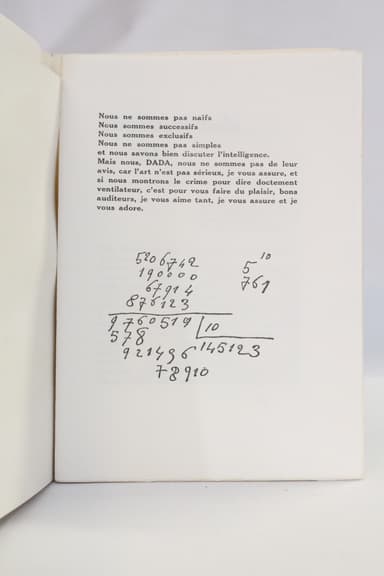 Nous ne sommes pas naïfs
Nous sommes successifs
Nous sommes exclusifs
Nous ne sommes pas simples
et nous savons bien discuter l'intelligence.
Mais nous, DADA, nous ne sommes pas de leur
avis, car l'art n'est pas sérieux, je vous assure, et
si nous montrons le crime pour dire doctement
ventilateur, c'est pour vous faire du plaisir, bons
auditeurs, je vous aime tant, je vous assure et je
vous adore.
5206742
190000
67914
876123
5 10
761
9760519 10
578
921496 145123
78910